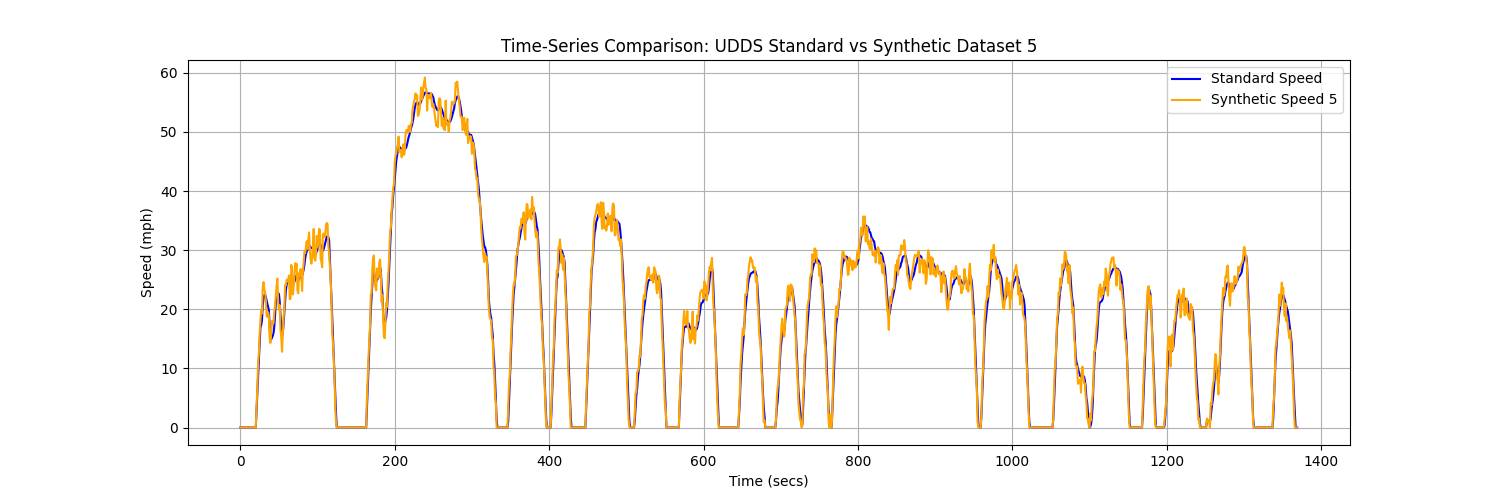 Time-Series Comparison: UDDS Standard vs Synthetic Dataset 5
Standard Speed
Synthetic Speed 5
Speed (mph)
60
50
40
30
20
10
0
0 200 400 600 800 1000 1200 1400
Time (secs)